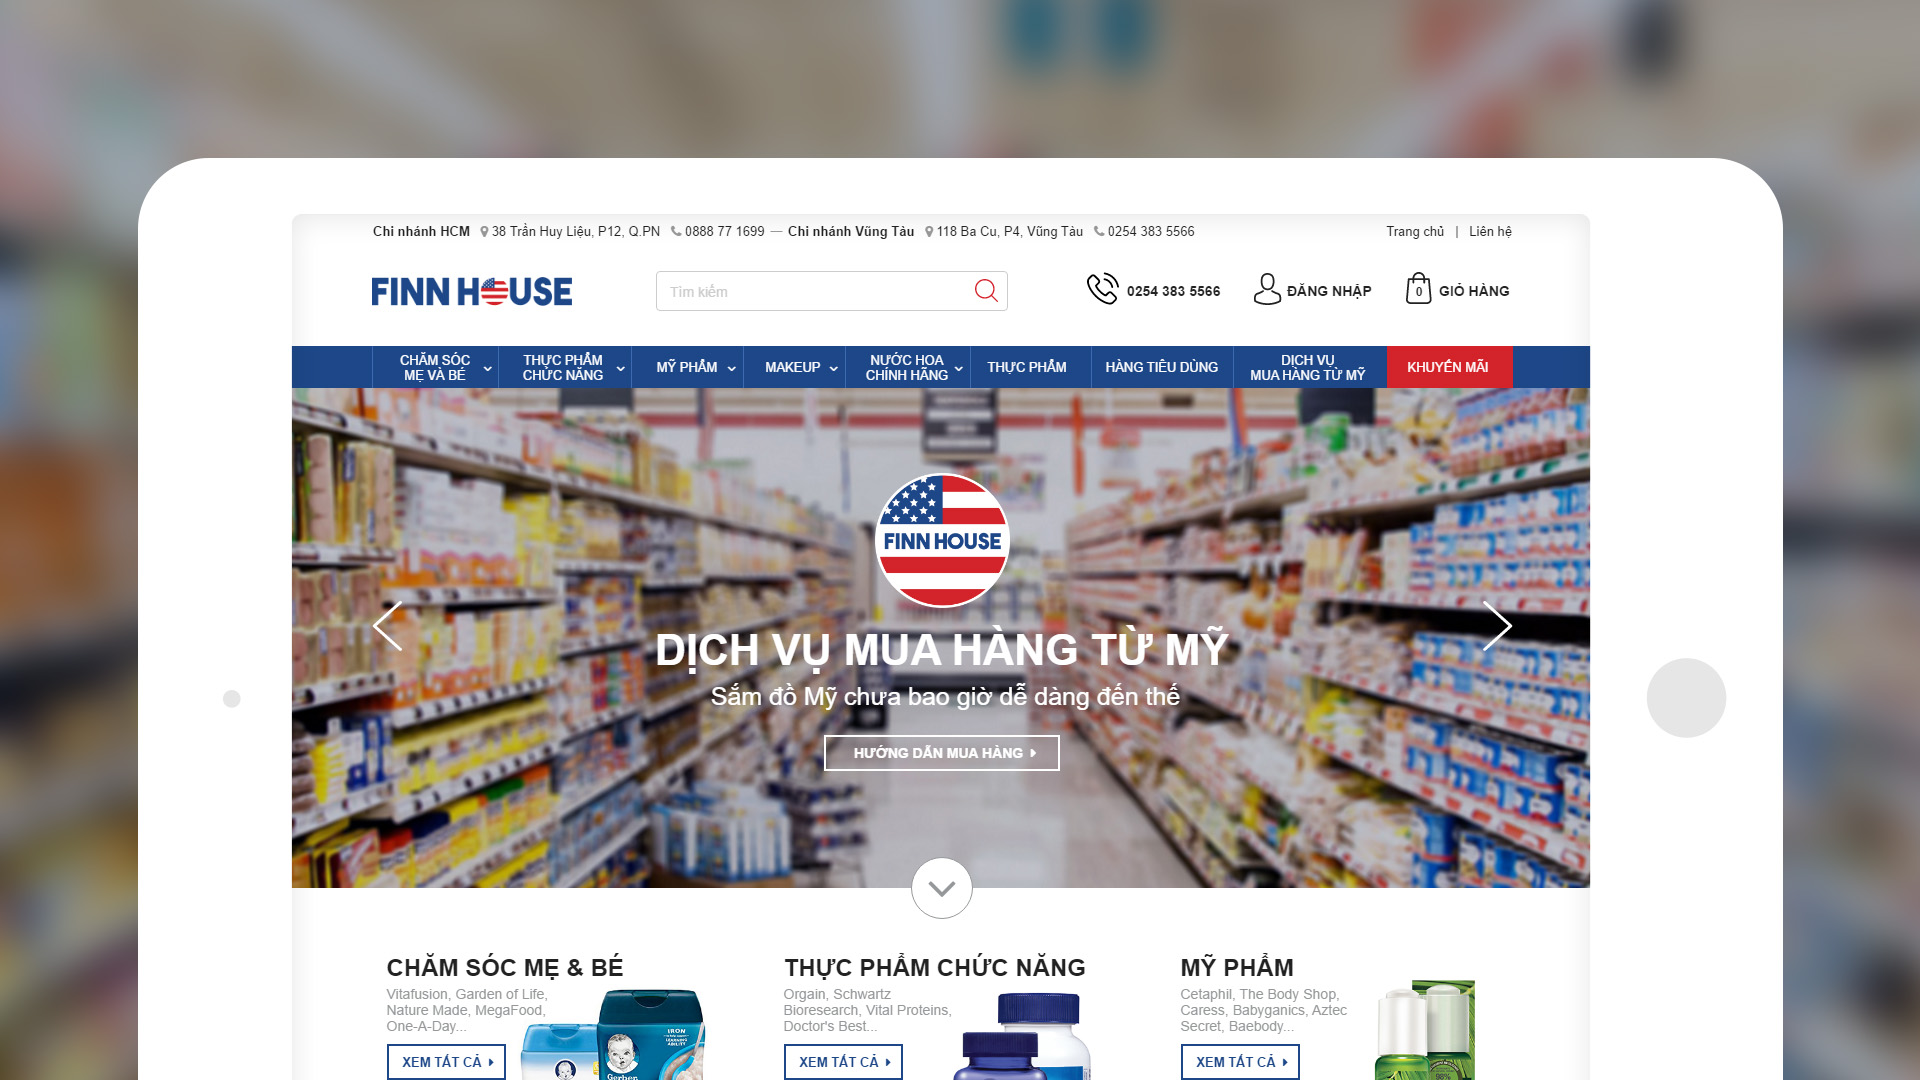 Chi nhánh HCM 38 Trần Huy Liệu, P12, Q.PN 0888 77 1699 — Chi nhánh Vũng Tàu 118 Ba Cu, P4, Vũng Tàu 0254 383 5566 Trang chủ | Liên hệ
FINN HOUSE Tìm kiếm 0254 383 5566 ĐĂNG NHẬP 0 GIỎ HÀNG
CHĂM SÓC
MẸ VÀ BÉ
THỰC PHẨM
CHỨC NĂNG
MỸ PHẨM
MAKEUP
NƯỚC HOA
CHÍNH HÃNG
THỰC PHẨM
HÀNG TIÊU DÙNG
DỊCH VỤ
MUA HÀNG TỪ MỸ
KHUYẾN MÃI
FINN HOUSE
DỊCH VỤ MUA HÀNG TỪ MỸ
Sắm đồ Mỹ chưa bao giờ dễ dàng đến thế
HƯỚNG DẪN MUA HÀNG
CHĂM SÓC MẸ & BÉ
Vitafusion, Garden of Life,
Nature Made, MegaFood,
One-A-Day...
XEM TẤT CẢ
IRON
Gerber
THỰC PHẨM CHỨC NĂNG
Orgain, Schwartz
Bioresearch, Vital Proteins,
Doctor's Best...
XEM TẤT CẢ
MỸ PHẨM
Cetaphil, The Body Shop,
Caress, Babyganics, Aztec
Secret, Baebody...
XEM TẤT CẢ